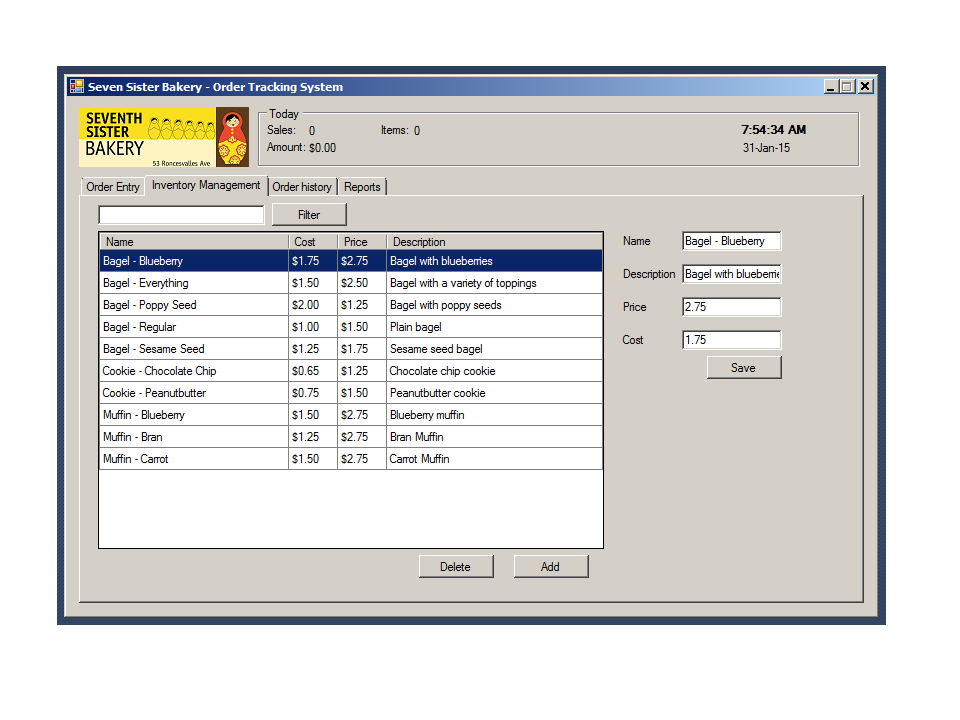 Seven Sister Bakery - Order Tracking System
SEVENTH
SISTER
BAKERY
53 Roncesvalles Ave
Today
Sales: 0 Items: 0
Amount: $0.00
7:54:34 AM
31-Jan-15
Order Entry Inventory Management Order history Reports
Filter
Name Cost Price Description
Bagel - Blueberry $1.75 $2.75 Bagel with blueberries
Bagel - Everything $1.50 $2.50 Bagel with a variety of toppings
Bagel - Poppy Seed $2.00 $1.25 Bagel with poppy seeds
Bagel - Regular $1.00 $1.50 Plain bagel
Bagel - Sesame Seed $1.25 $1.75 Sesame seed bagel
Cookie - Chocolate Chip $0.65 $1.25 Chocolate chip cookie
Cookie - Peanutbutter $0.75 $1.50 Peanutbutter cookie
Muffin - Blueberry $1.50 $2.75 Blueberry muffin
Muffin - Bran $1.25 $2.75 Bran Muffin
Muffin - Carrot $1.50 $2.75 Carrot Muffin
Delete Add
Name Bagel - Blueberry
Description Bagel with blueberrie
Price 2.75
Cost 1.75
Save